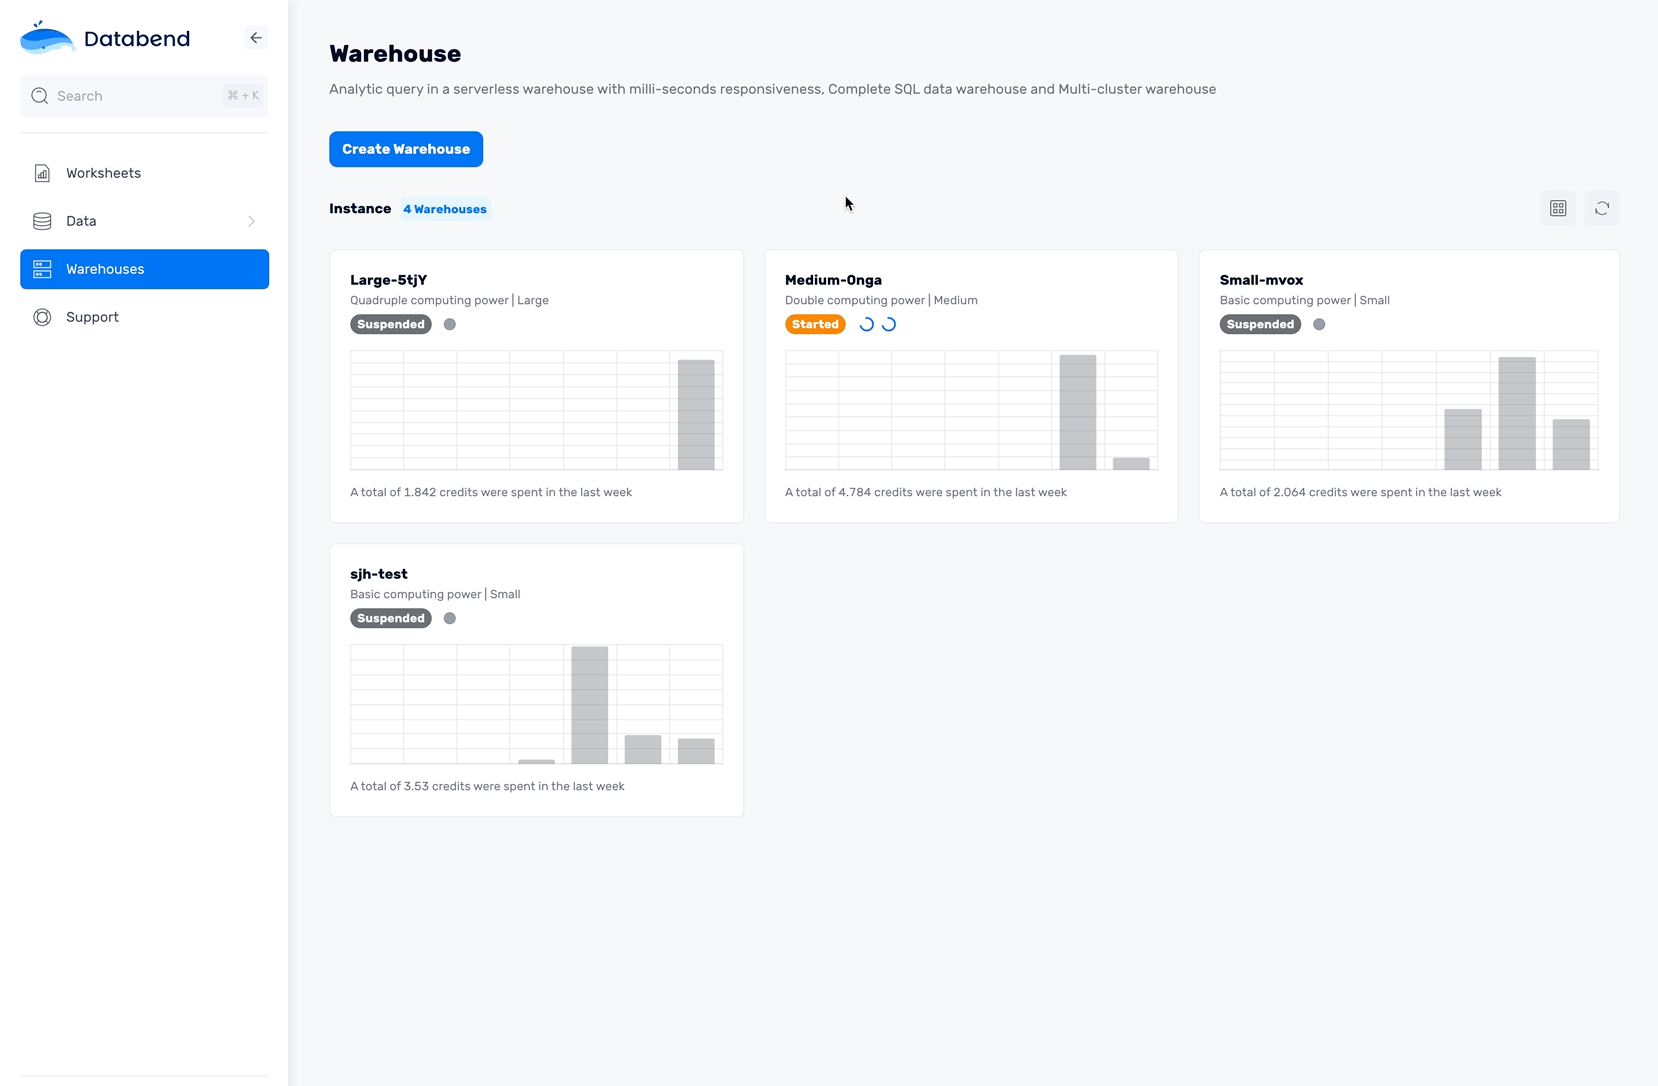 Databend
Search
⌘ + K
Worksheets
Data
Warehouses
Support
Warehouse
Analytic query in a serverless warehouse with milli-seconds responsiveness, Complete SQL data warehouse and Multi-cluster warehouse
Create Warehouse
Instance 4 Warehouses
Large-5tjY
Quadruple computing power | Large
Suspended
A total of 1.842 credits were spent in the last week
Medium-0nga
Double computing power | Medium
Started
A total of 4.784 credits were spent in the last week
Small-mvox
Basic computing power | Small
Suspended
A total of 2.064 credits were spent in the last week
sjh-test
Basic computing power | Small
Suspended
A total of 3.53 credits were spent in the last week